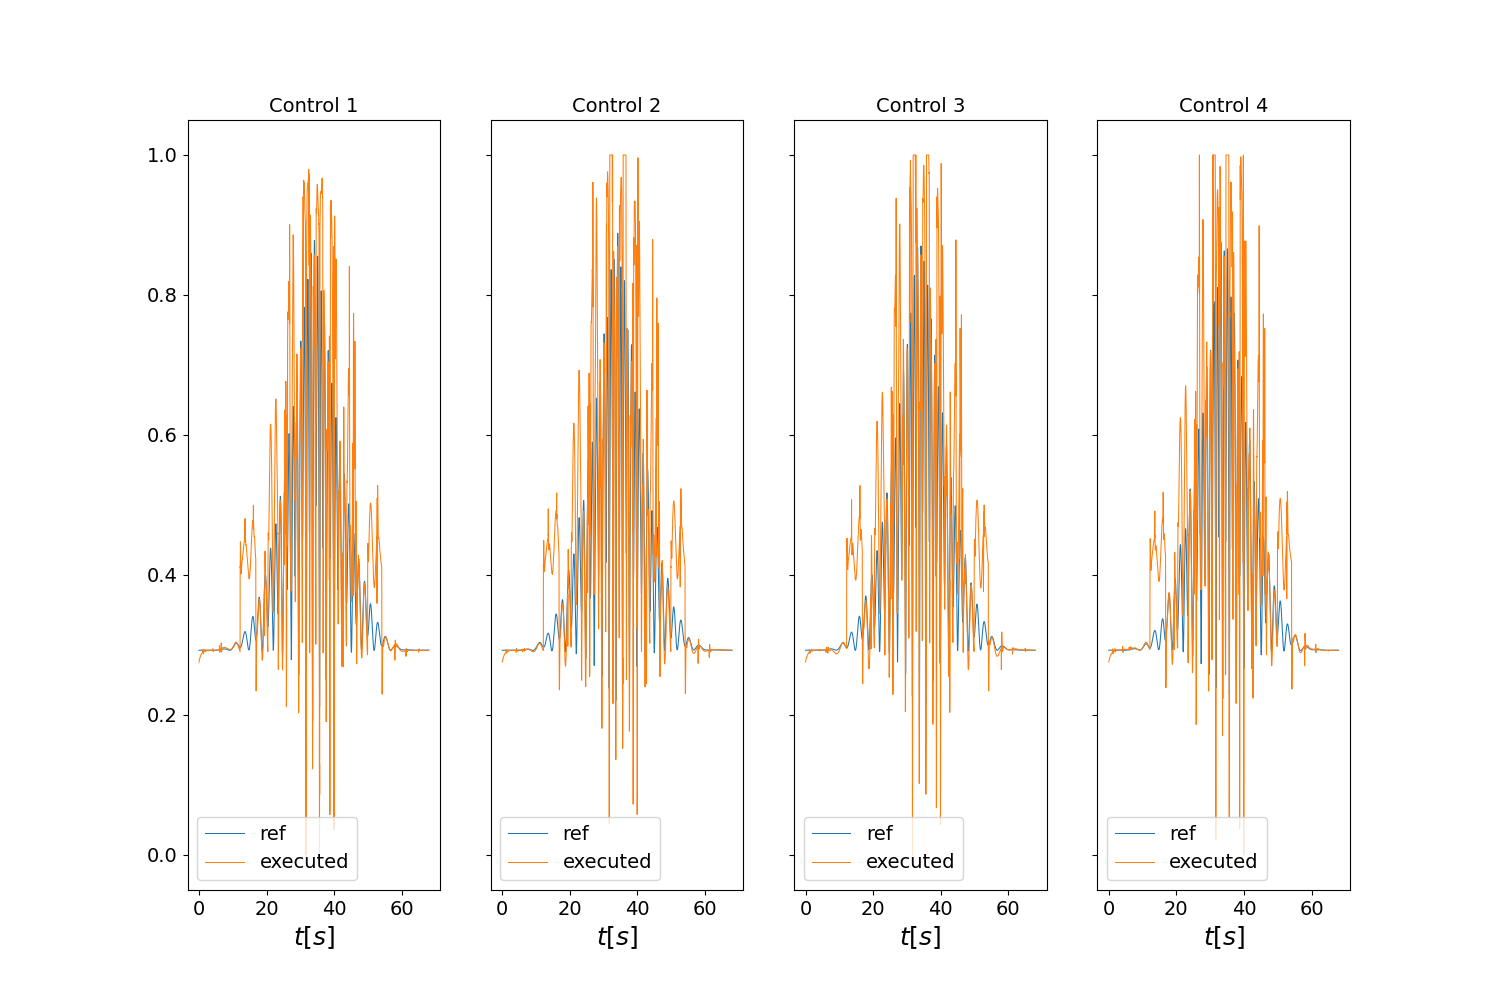 Control 1
Control 2
Control 3
Control 4
1.0
0.8
0.6
0.4
0.2
0.0
ref
executed
ref
executed
ref
executed
ref
executed
0 20 40 60
0 20 40 60
0 20 40 60
0 20 40 60
t[s]
t[s]
t[s]
t[s]